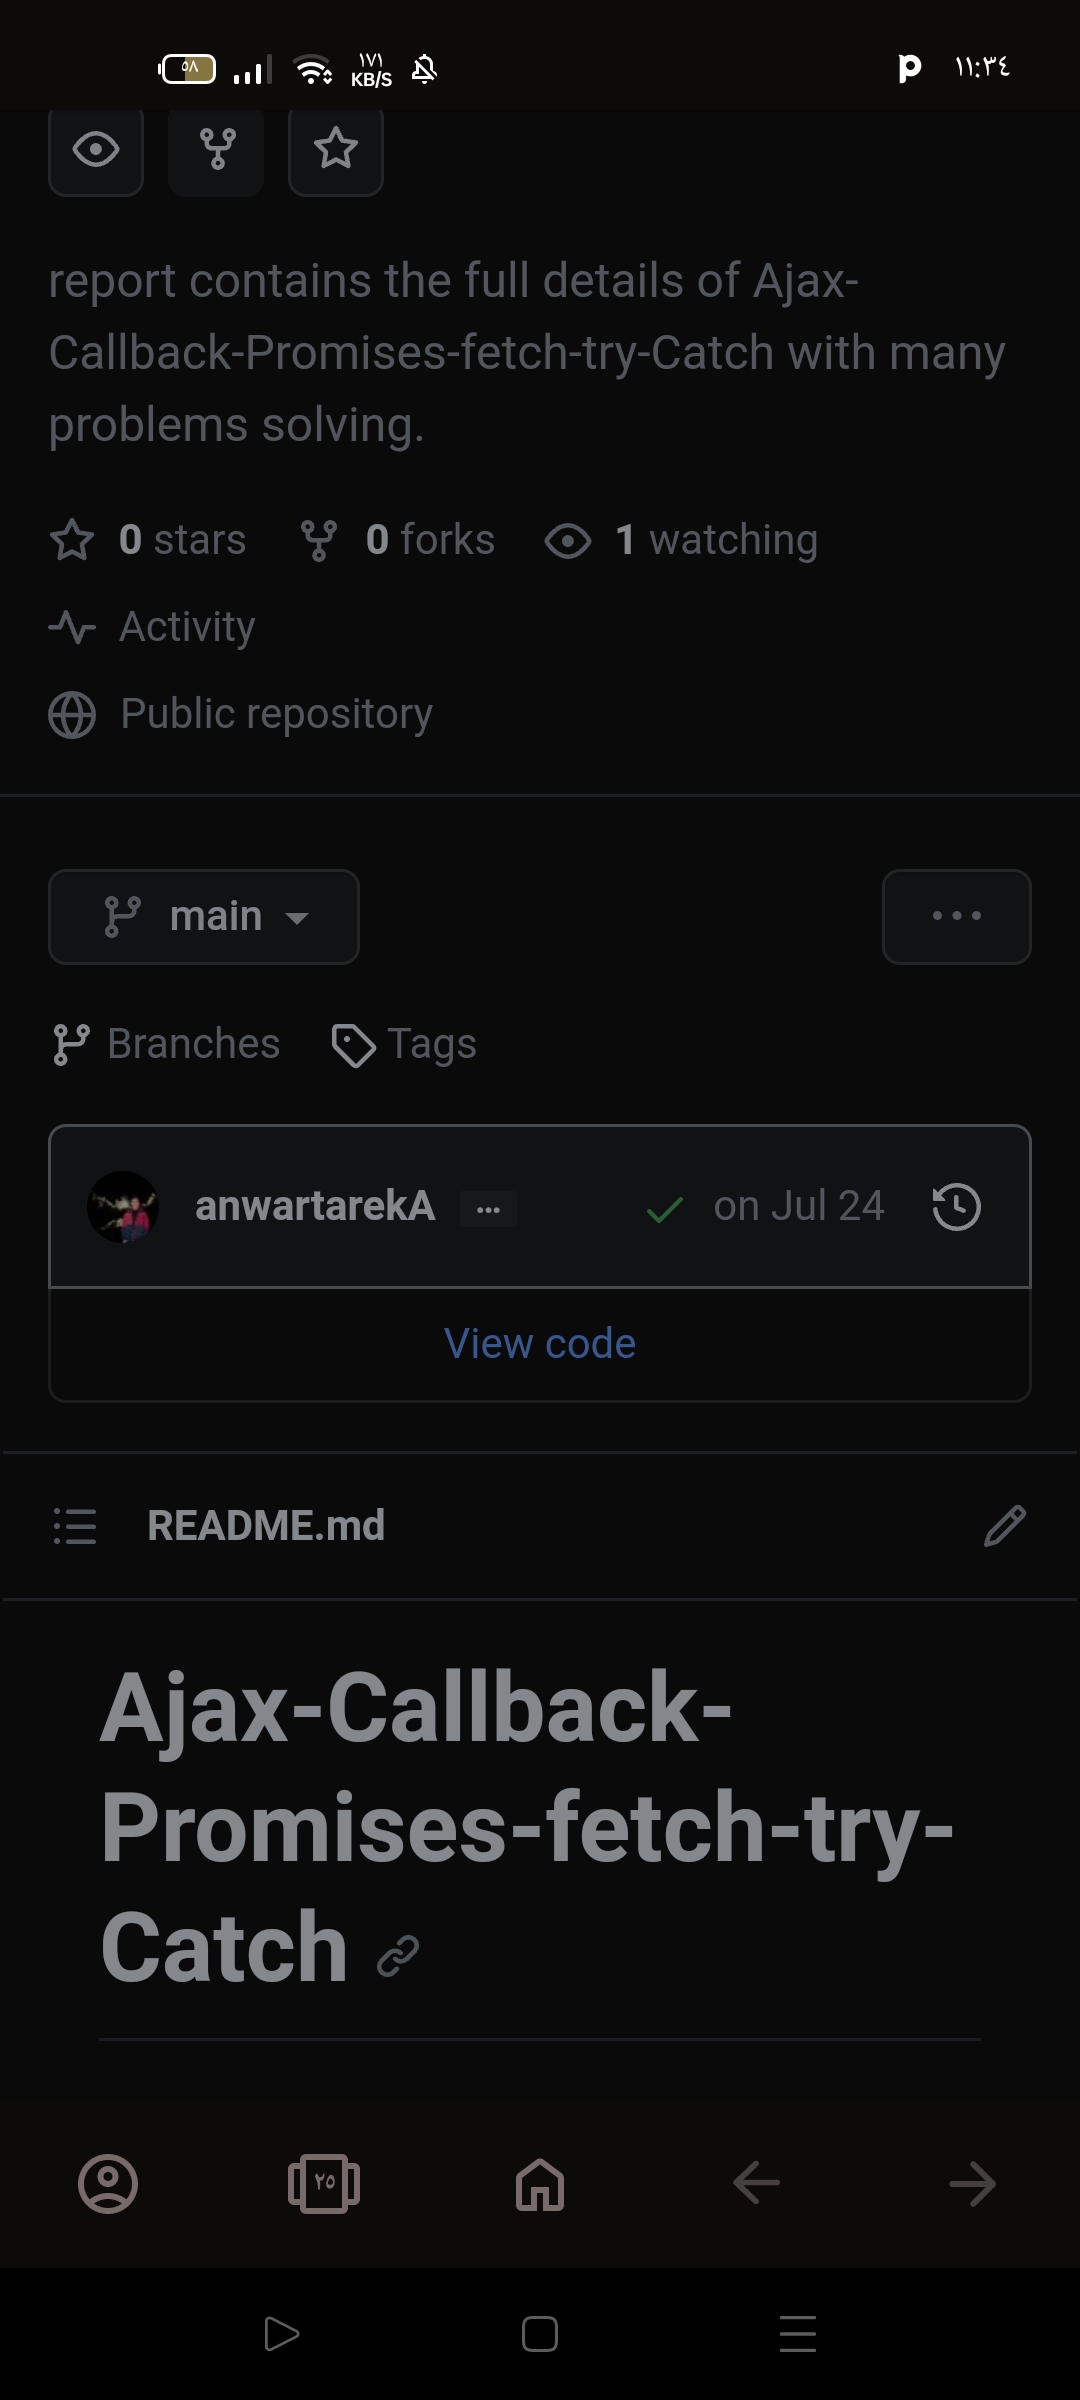 ٥٨
١٧١
KB/S
١١:٣٤
report contains the full details of Ajax-
Callback-Promises-fetch-try-Catch with many
problems solving.
0 stars 0 forks 1 watching
Activity
Public repository
main
Branches Tags
anwartarekA ... on Jul 24
View code
README.md
Ajax-Callback-
Promises-fetch-try-
Catch
٢٥